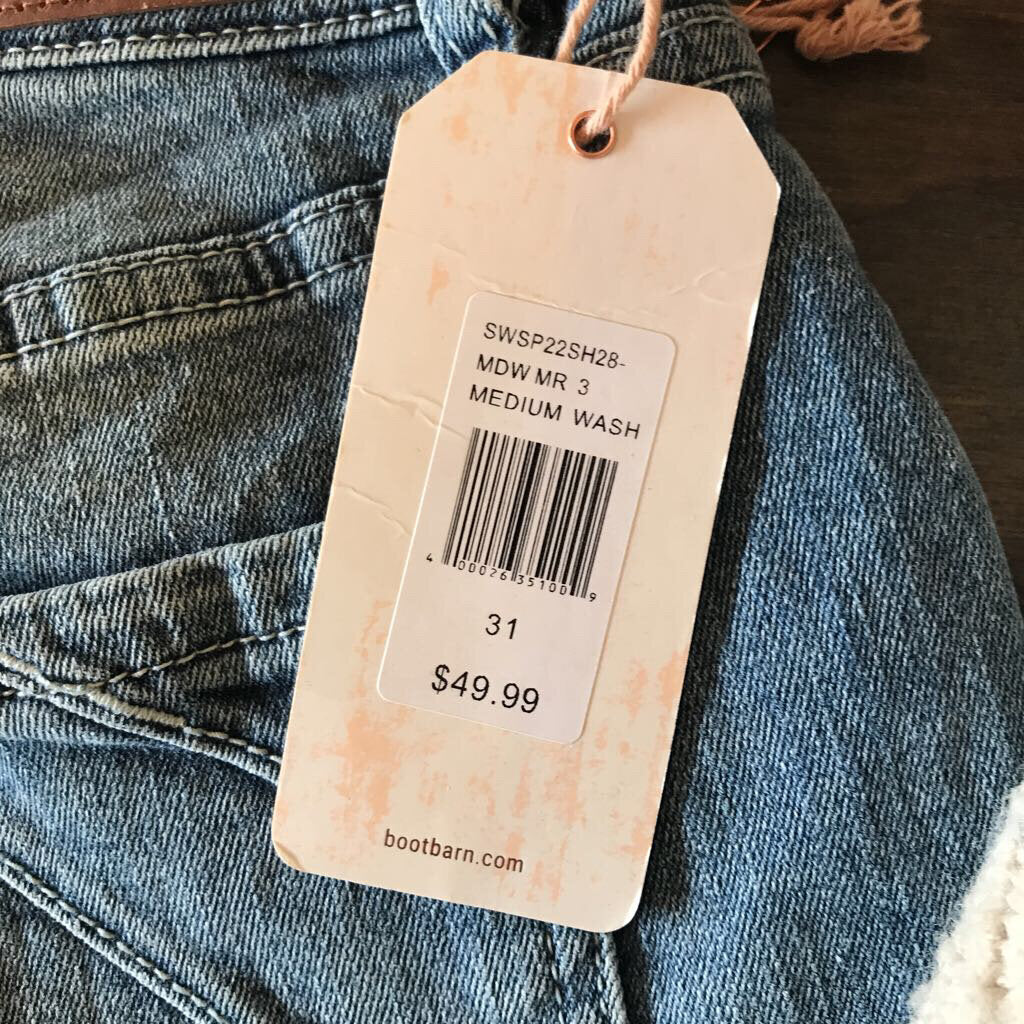 SWSP22SH28-
MDW MR 3
MEDIUM WASH
4 00026 35100 9
31
$49.99
bootbarn.com